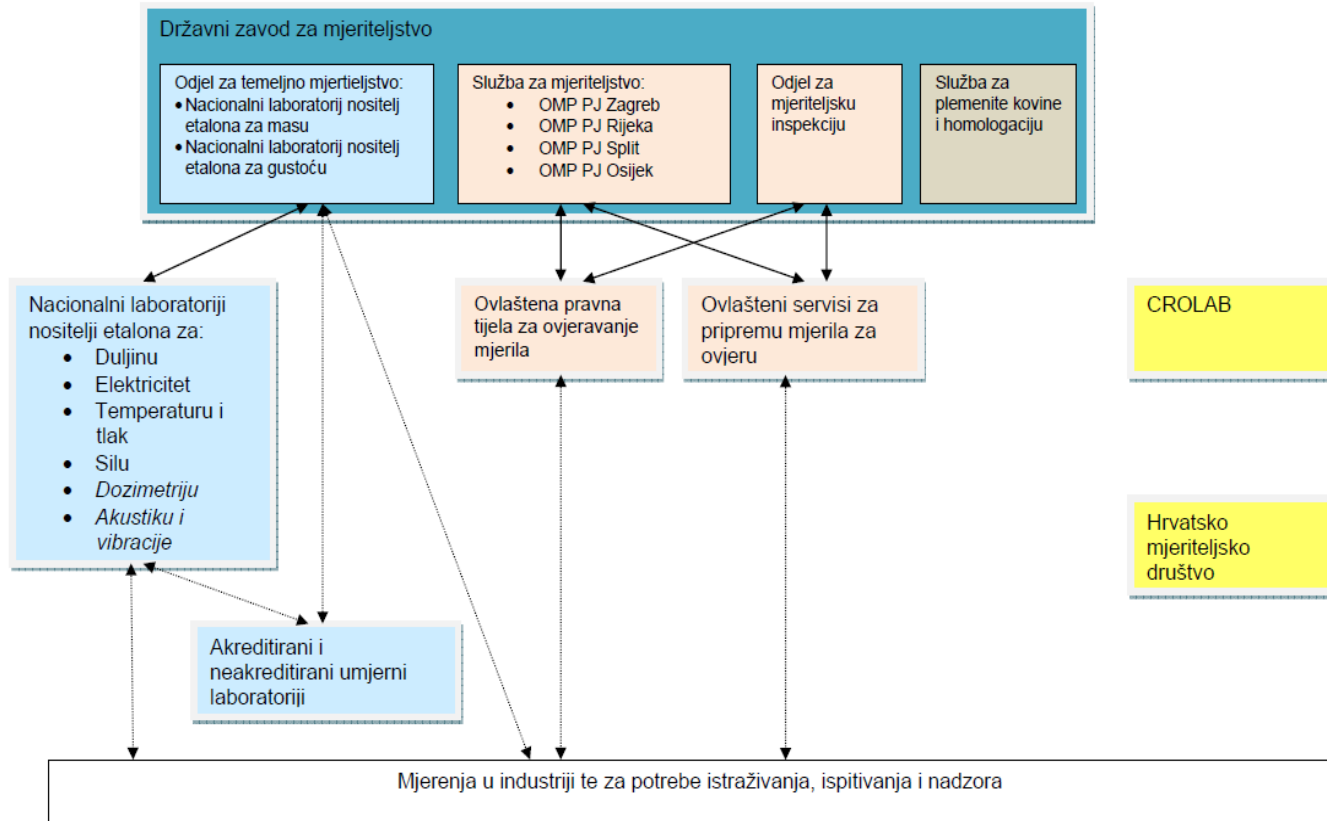 Državni zavod za mjeriteljstvo
Odjel za temeljno mjertieljstvo:
• Nacionalni laboratorij nositelj
etalona za masu
• Nacionalni laboratorij nositelj
etalona za gustoću
Služba za mjeriteljstvo:
• OMP PJ Zagreb
• OMP PJ Rijeka
• OMP PJ Split
• OMP PJ Osijek
Odjel za
mjeriteljsku
inspekciju
Služba za
plemenite kovine
i homologaciju
Nacionalni laboratoriji
nositelji etalona za:
• Duljinu
• Elektricitet
• Temperaturu i
tlak
• Silu
• Dozimetriju
• Akustiku i
vibracije
Ovlaštena pravna
tijela za ovjeravanje
mjerila
Ovlašteni servisi za
pripremu mjerila za
ovjeru
CROLAB
Hrvatsko
mjeriteljsko
društvo
Akreditirani i
neakreditirani umjerni
laboratoriji
Mjerenja u industriji te za potrebe istraživanja, ispitivanja i nadzora